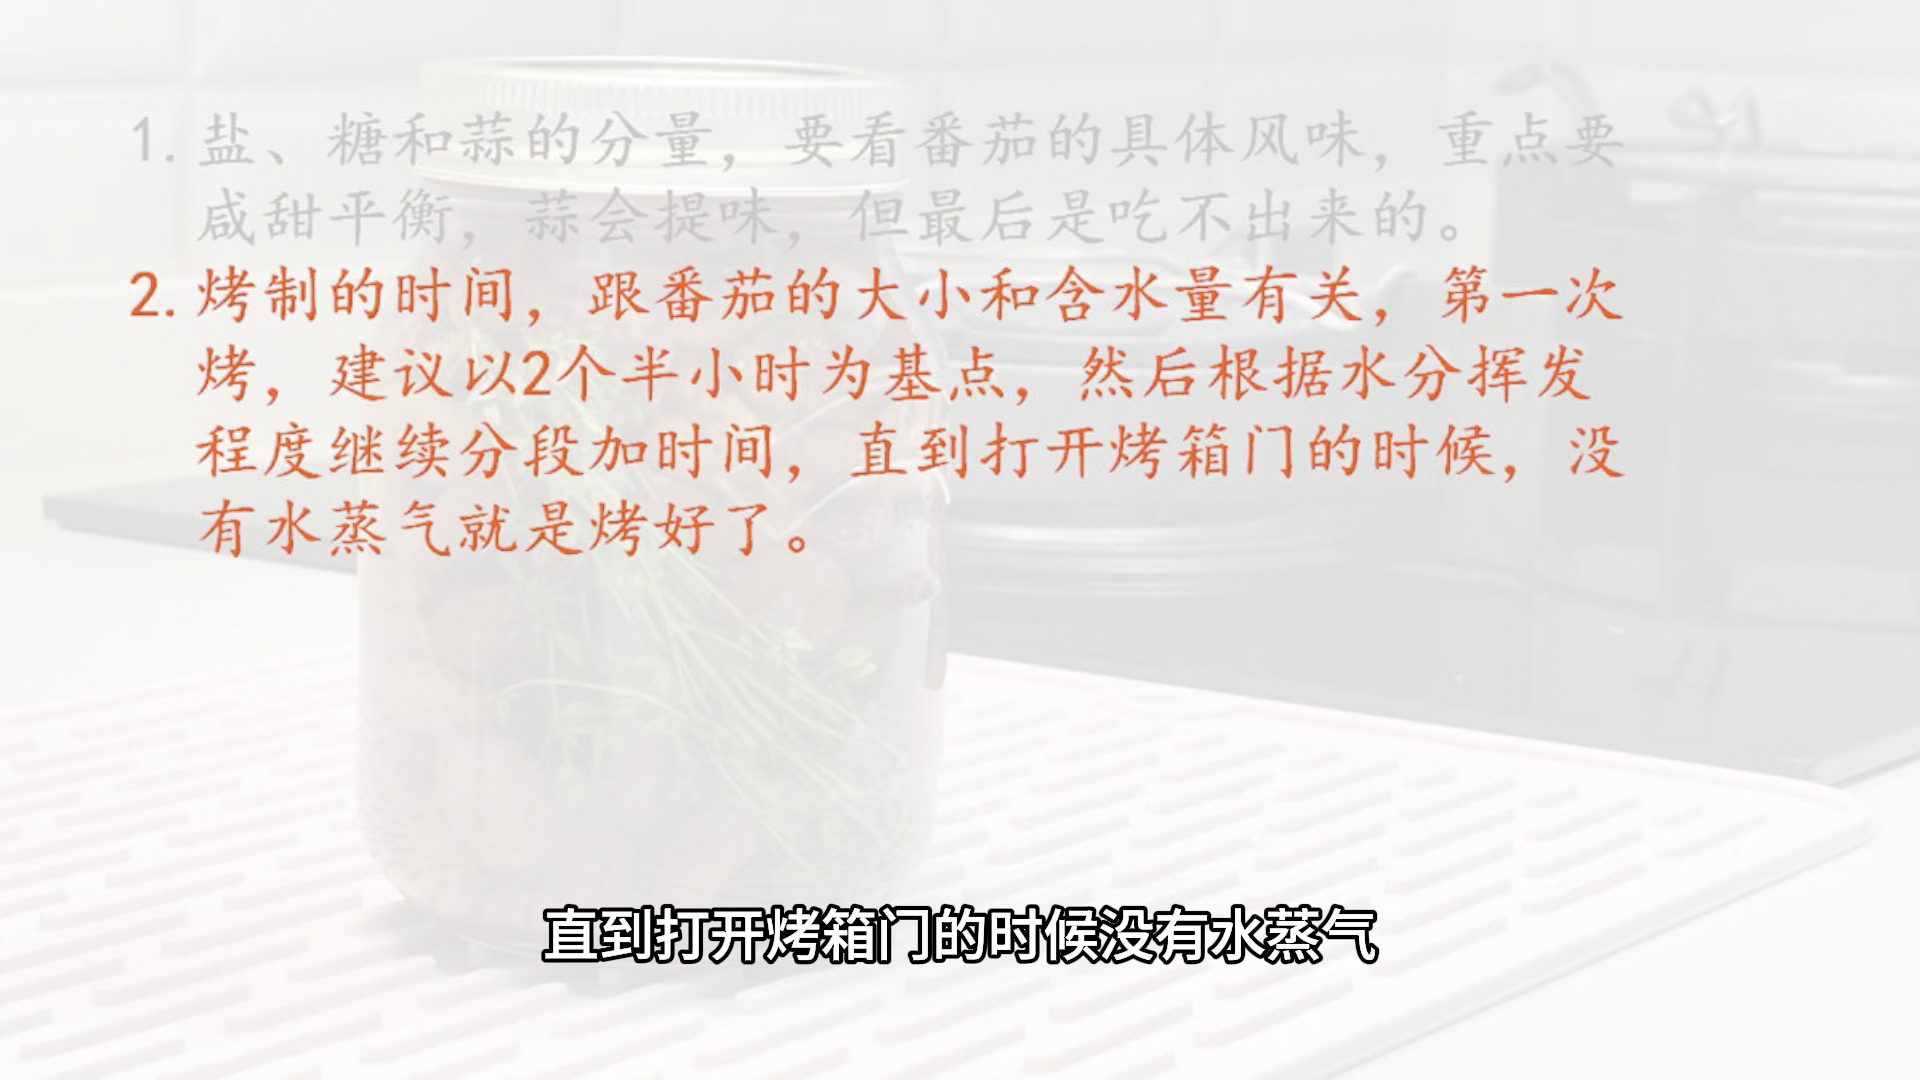 1. 盐、糖和蒜的分量，要看番茄的具体风味，重点要
咸甜平衡，蒜会提味，但最后是吃不出来的。
2. 烤制的时间，跟番茄的大小和含水量有关，第一次
烤，建议以2个半小时为基点，然后根据水分挥发
程度继续分段加时间，直到打开烤箱门的时候，没
有水蒸气就是烤好了。
直到打开烤箱门的时候没有水蒸气